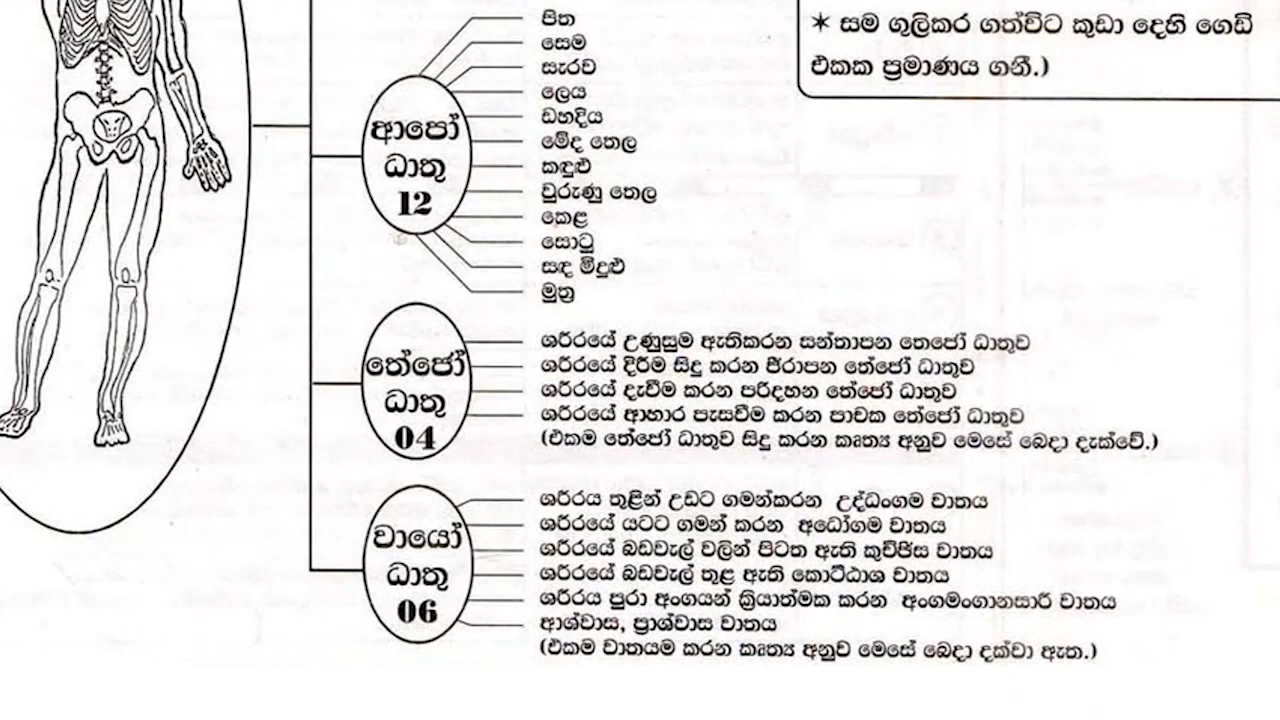 පිත
සෙම
සැරව
ලෙය
ඩහදිය
මේද තෙල
කඳුළු
වුරුණු තෙල
කෙළ
සොටු
සඳ මිදුළු
මුත්‍ර
ආපෝ
ධාතු
12
* සම ගුලිකර ගත්විට කුඩා දෙහි ගෙඩි
එකක ප්‍රමාණය ගනී.)
තේජෝ
ධාතු
04
ශරීරයේ උණුසුම ඇතිකරන සන්තාපන තෙජෝ ධාතුව
ශරීරයේ දිරීම සිදු කරන ජීරාපන තේජෝ ධාතුව
ශරීරයේ දැවීම කරන පරිදහන තේජෝ ධාතුව
ශරීරයේ ආහාර පැසවීම කරන පාචක තේජෝ ධාතුව
(එකම තේජෝ ධාතුව සිදු කරන කෘත්‍ය අනුව මෙසේ බෙදා දැක්වේ.)
වායෝ
ධාතු
06
ශරීරය තුළින් උඩට ගමන්කරන උද්ධංගම වාතය
ශරීරයේ යටට ගමන් කරන අධෝගම වාතය
ශරීරයේ බඩවැල් වලින් පිටත ඇති කුච්ඡිස වාතය
ශරීරයේ බඩවැල් තුළ ඇති කොට්ඨාශ වාතය
ශරීරය පුරා අංගයන් ක්‍රියාත්මක කරන අංගමංගානසාරී වාතය
ආශ්වාස, ප්‍රාශ්වාස වාතය
(එකම වාතයම කරන කෘත්‍ය අනුව මෙසේ බෙදා දක්වා ඇත.)